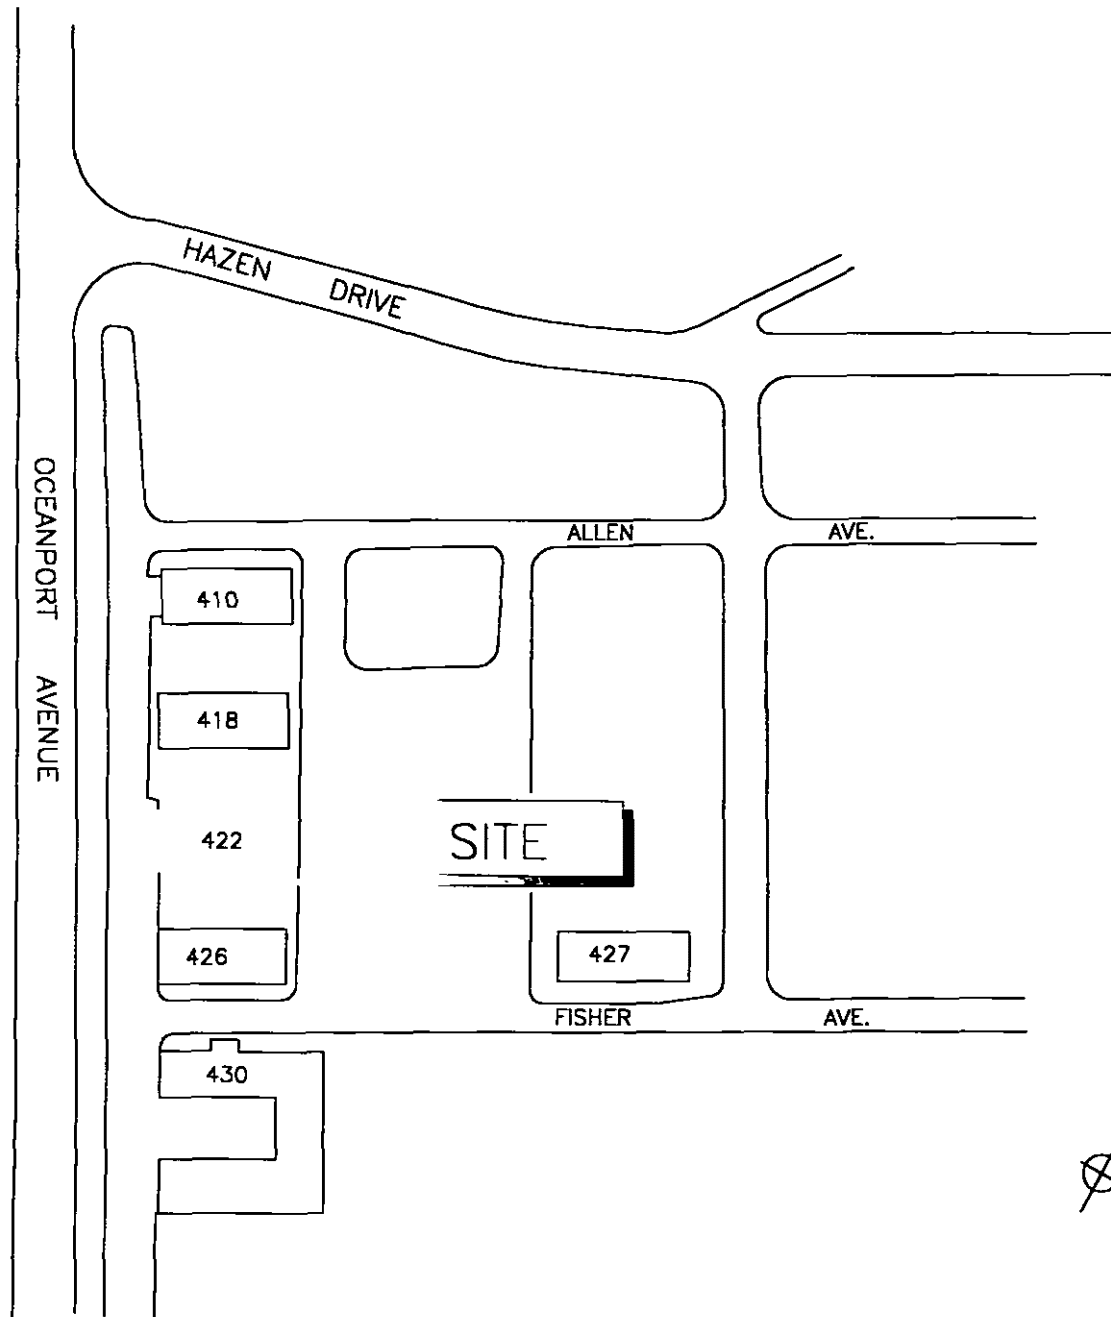 HAZEN DRIVE
OCEANPORT AVENUE
ALLEN AVE.
410
418
SITE
422
427
426
FISHER AVE.
430